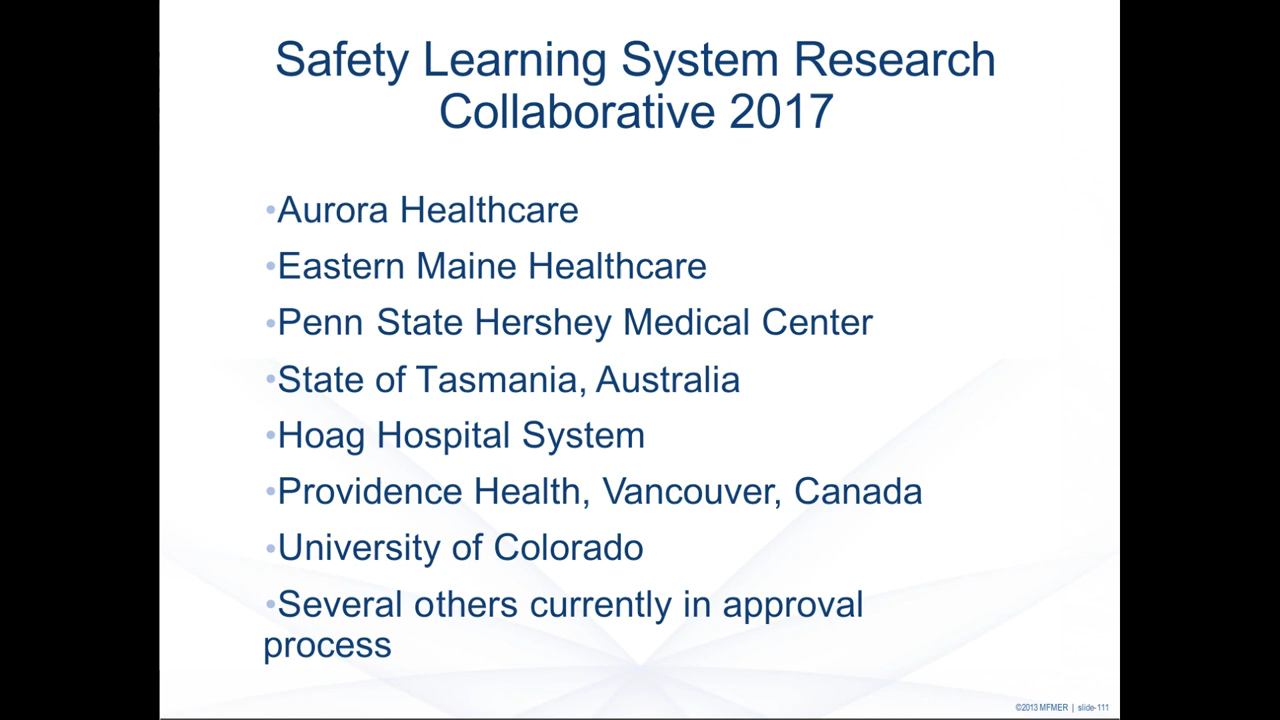 Safety Learning System Research
Collaborative 2017
•Aurora Healthcare
•Eastern Maine Healthcare
•Penn State Hershey Medical Center
•State of Tasmania, Australia
•Hoag Hospital System
•Providence Health, Vancouver, Canada
•University of Colorado
•Several others currently in approval
process
©2013 MFMER | slide-111